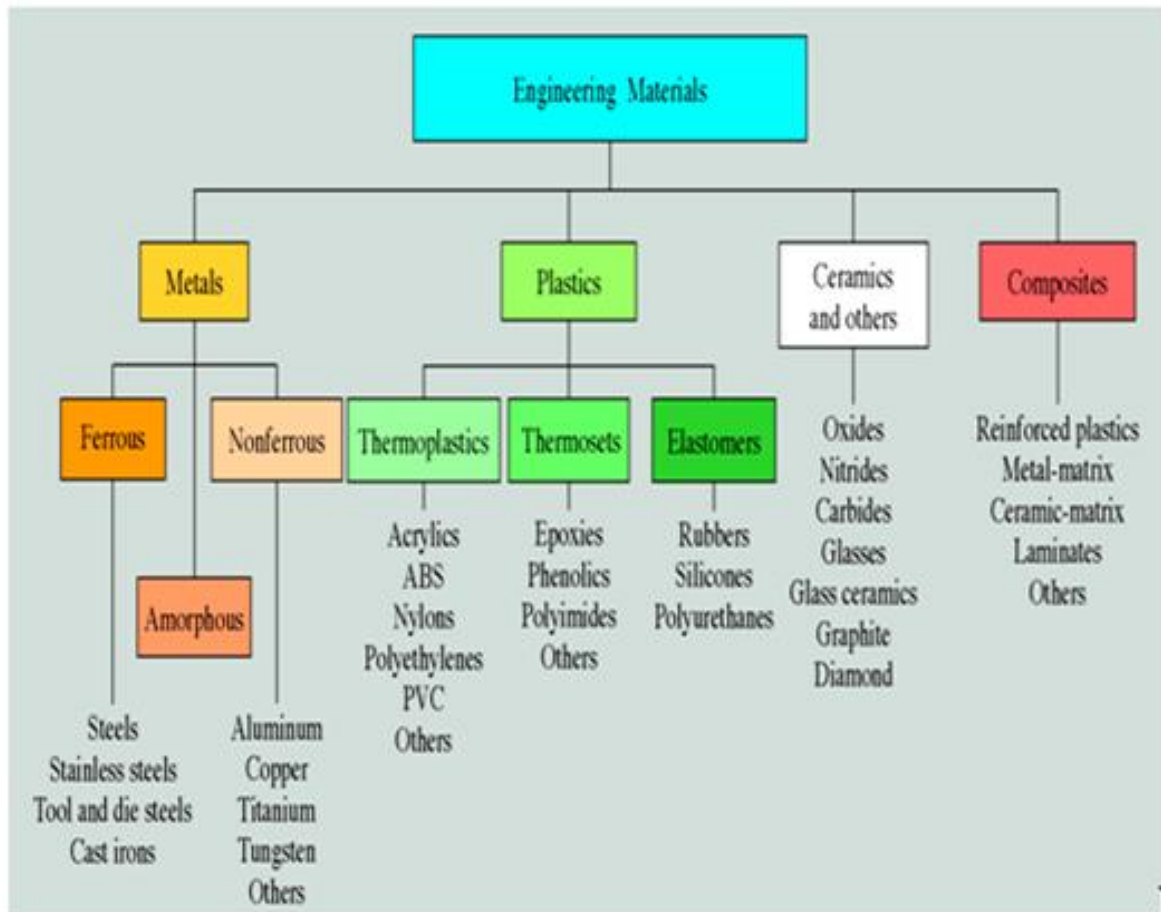 Engineering Materials
Metals
Plastics
Ceramics
and others
Composites
Ferrous
Nonferrous
Amorphous
Thermoplastics
Thermosets
Elastomers
Steels
Stainless steels
Tool and die steels
Cast irons
Aluminum
Copper
Titanium
Tungsten
Others
Acrylics
ABS
Nylons
Polyethylenes
PVC
Others
Epoxies
Phenolics
Polyimides
Others
Rubbers
Silicones
Polyurethanes
Oxides
Nitrides
Carbides
Glasses
Glass ceramics
Graphite
Diamond
Reinforced plastics
Metal-matrix
Ceramic-matrix
Laminates
Others